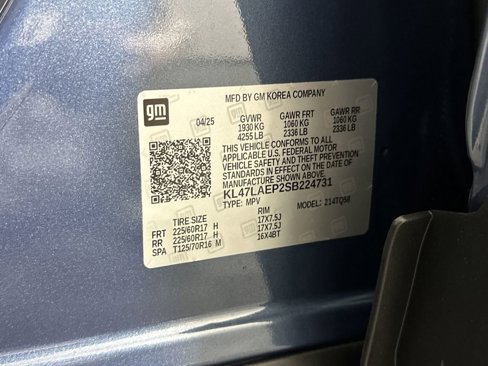 gm
MFD BY GM KOREA COMPANY
04/25 GVWR GAWR FRT GAWR RR
1930 KG 1060 KG 1060 KG
4255 LB 2336 LB 2336 LB
THIS VEHICLE CONFORMS TO ALL
APPLICABLE U.S. FEDERAL MOTOR
VEHICLE SAFETY AND THEFT PREVENTION
STANDARDS IN EFFECT ON THE DATE OF
MANUFACTURE SHOWN ABOVE.
KL47LAEP2SB224731
TYPE: MPV MODEL: 214TQ58
TIRE SIZE RIM
FRT 225/60R17 H 17X7.5J
RR 225/60R17 H 17X7.5J
SPA T125/70R16 M 16X4BT